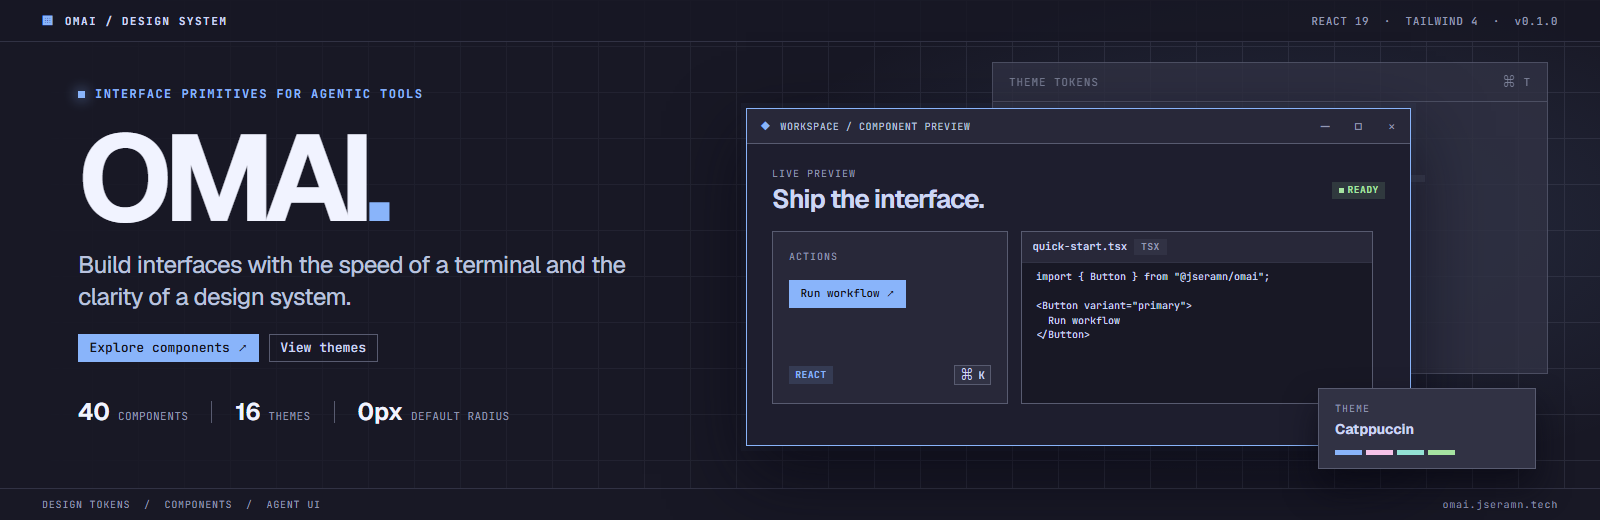 OMAI / DESIGN SYSTEM
REACT 19 · TAILWIND 4 · v0.1.0
INTERFACE PRIMITIVES FOR AGENTIC TOOLS
OMAI.
Build interfaces with the speed of a terminal and the
clarity of a design system.
Explore components ↗
View themes
40 COMPONENTS
16 THEMES
0px DEFAULT RADIUS
THEME TOKENS
⌘ T
WORKSPACE / COMPONENT PREVIEW
LIVE PREVIEW
Ship the interface.
READY
ACTIONS
Run workflow ↗
REACT
⌘ K
quick-start.tsx TSX
import { Button } from "@jseramn/omai";
<Button variant="primary">
Run workflow
</Button>
THEME
Catppuccin
DESIGN TOKENS / COMPONENTS / AGENT UI
omai.jseramn.tech